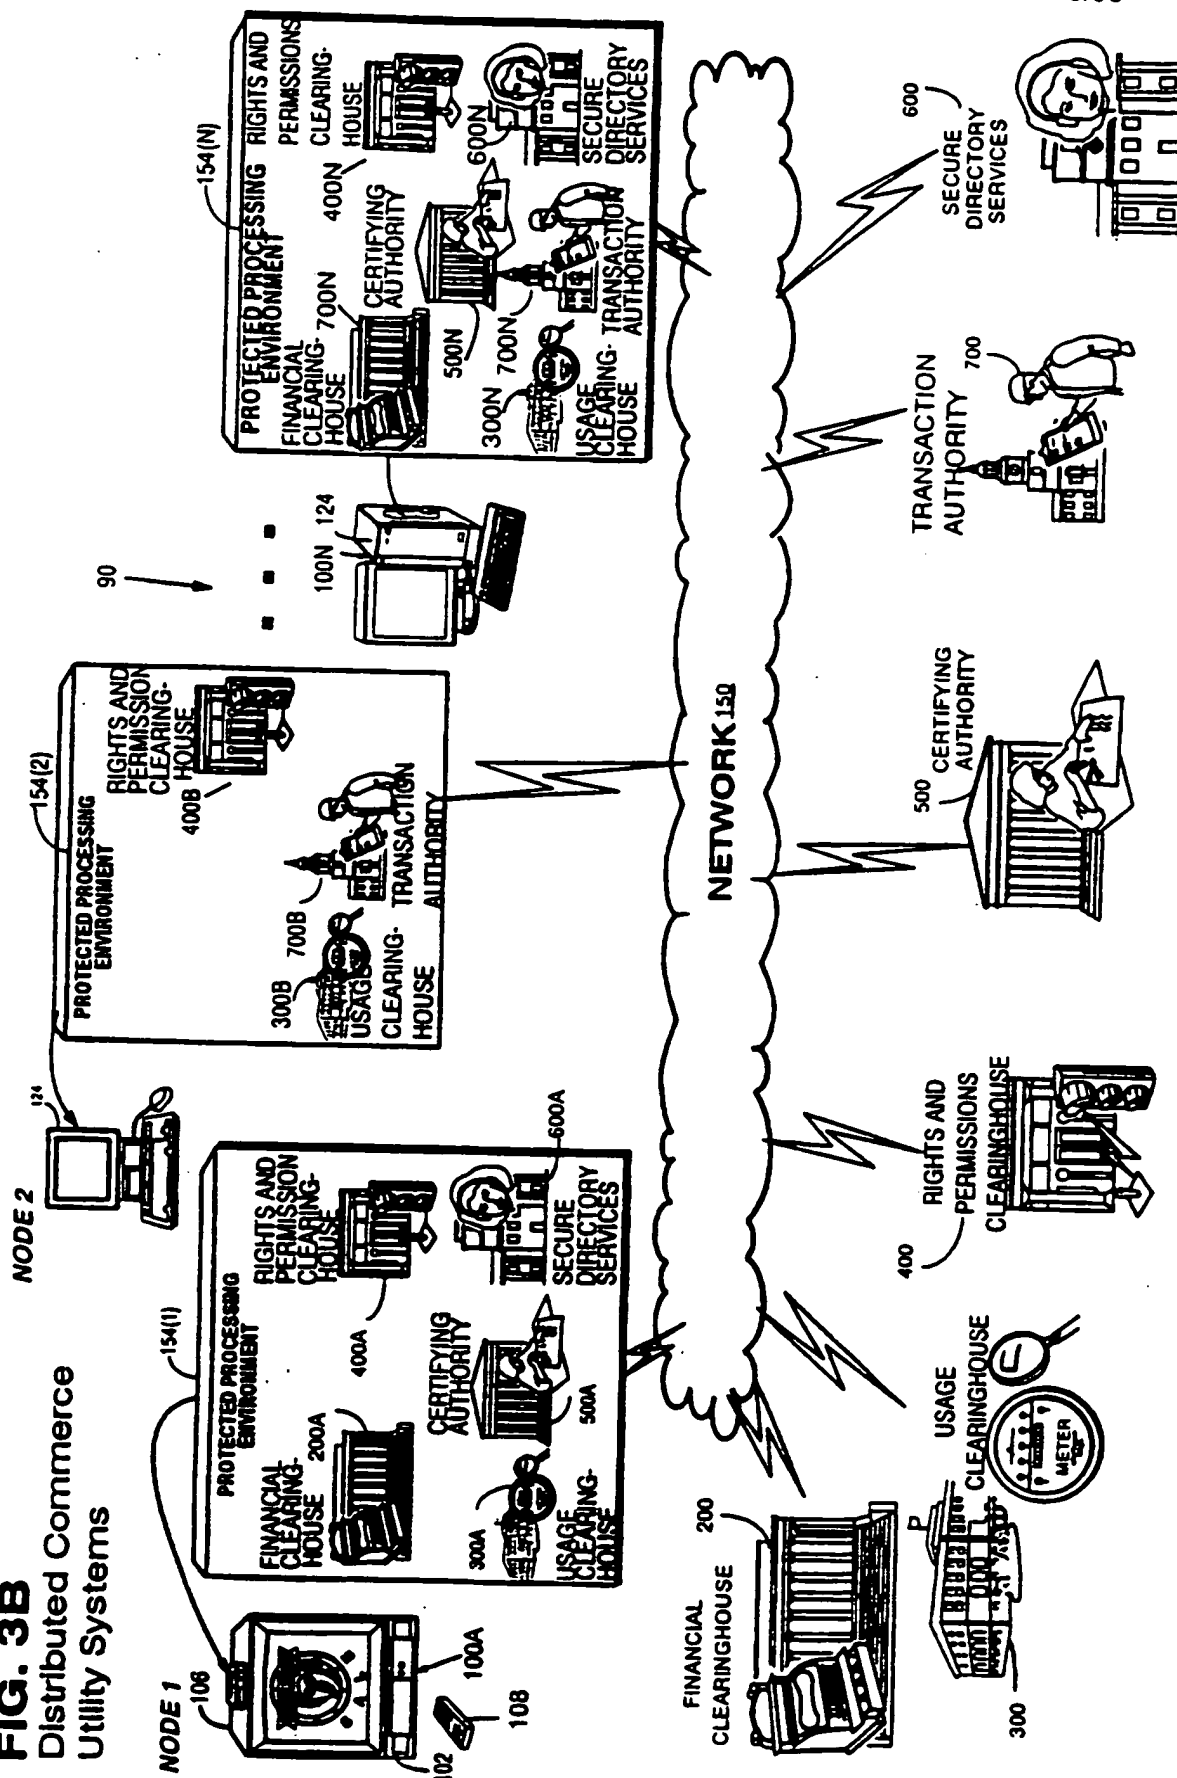 FIG. 3B
Distributed Commerce
Utility Systems
NODE 1
106
102
100A
108
154(1)
PROTECTED PROCESSING
ENVIRONMENT
FINANCIAL
CLEARING-
HOUSE
200A
RIGHTS AND
PERMISSION
CLEARING-
HOUSE
400A
CERTIFYING
AUTHORITY
500A
300A
USAGE
CLEARING-
HOUSE
600A
SECURE
DIRECTORY
SERVICES
NODE 2
124
154(2)
PROTECTED PROCESSING
ENVIRONMENT
RIGHTS AND
PERMISSION
CLEARING-
HOUSE
400B
300B
USAGE
CLEARING-
HOUSE
700B
TRANSACTION
AUTHORITY
90
100N
124
154(N)
PROTECTED PROCESSING
ENVIRONMENT
FINANCIAL
CLEARING-
HOUSE
700N
RIGHTS AND
PERMISSIONS
CLEARING-
HOUSE
400N
CERTIFYING
AUTHORITY
500N
300N
USAGE
CLEARING-
HOUSE
700N
TRANSACTION
AUTHORITY
600N
SECURE
DIRECTORY
SERVICES
NETWORK 150
FINANCIAL
CLEARINGHOUSE
200
USAGE
CLEARINGHOUSE
METER
300
RIGHTS AND
PERMISSIONS
CLEARINGHOUSE
400
CERTIFYING
AUTHORITY
500
TRANSACTION
AUTHORITY
700
SECURE
DIRECTORY
SERVICES
600